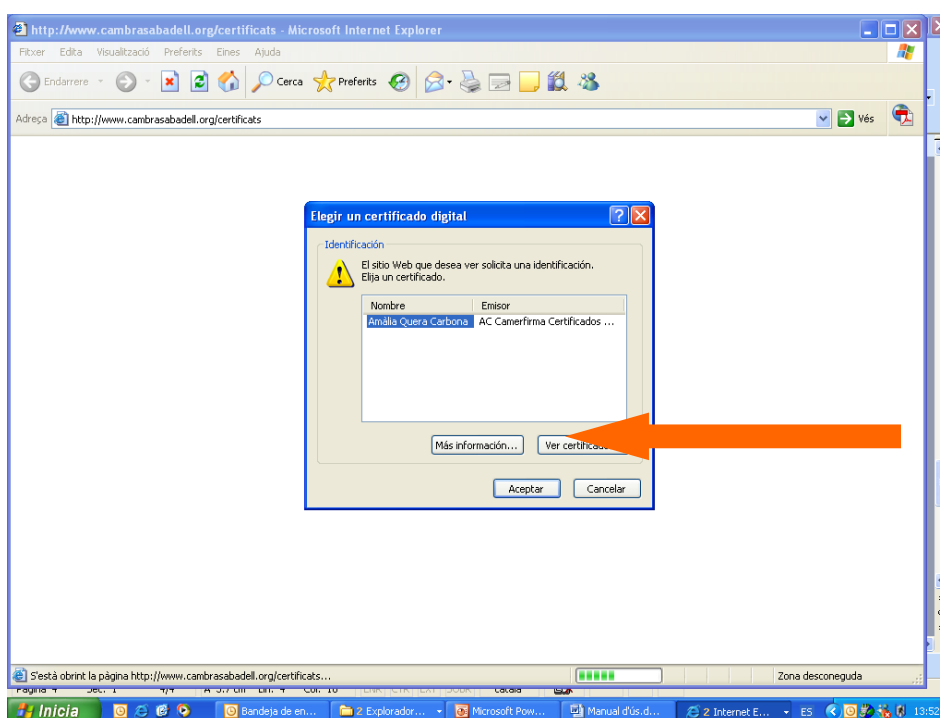 http://www.cambrasabadell.org/certificats - Microsoft Internet Explorer
Fitxer Edita Visualització Preferits Eines Ajuda
Endarrere Cerca Preferits
Adreça http://www.cambrasabadell.org/certificats Vés
Elegir un certificado digital
Identificación
El sitio Web que desea ver solicita una identificación.
Elija un certificado.
Nombre Emisor
Amália Quera Carbona AC Camerfirma Certificados ...
Más información... Ver certificado...
Aceptar Cancelar
S'està obrint la pàgina http://www.cambrasabadell.org/certificats... Zona desconeguda
Inicia Bandeja de en... 2 Explorador... Microsoft Pow... Manual d'ús.d... 2 Internet E... ES 13:52